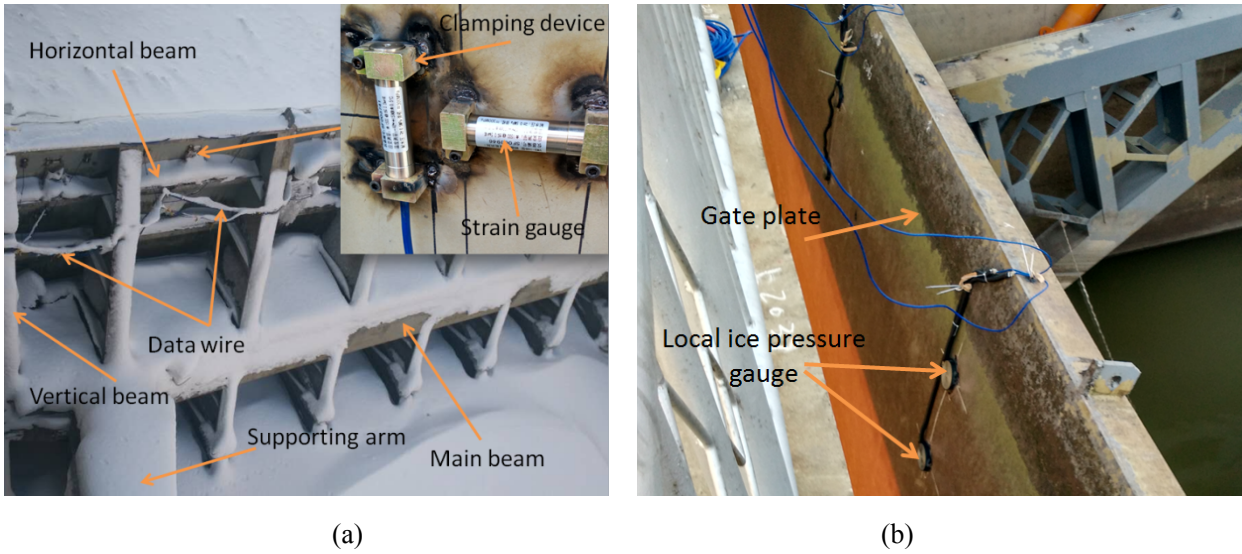 Clamping device
Horizontal beam
Strain gauge
Data wire
Vertical beam
Supporting arm
Main beam
Gate plate
Local ice pressure
gauge
(a)
(b)